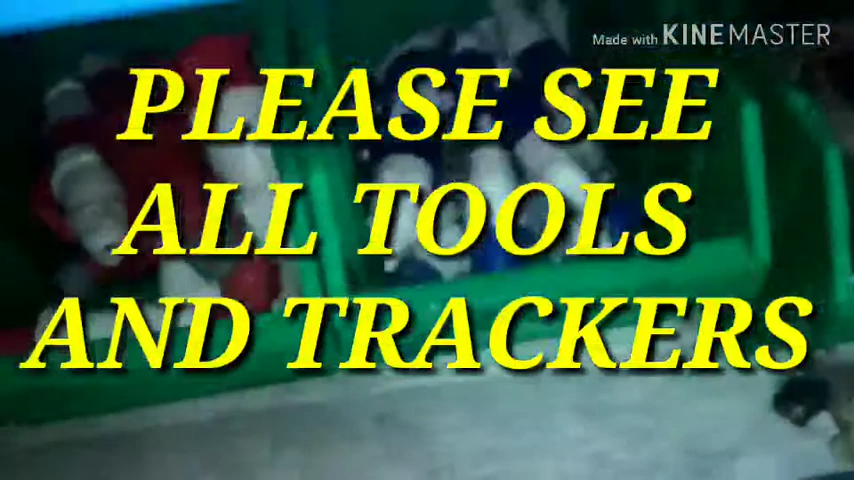 Made with KINEMASTER
PLEASE SEE
ALL TOOLS
AND TRACKERS